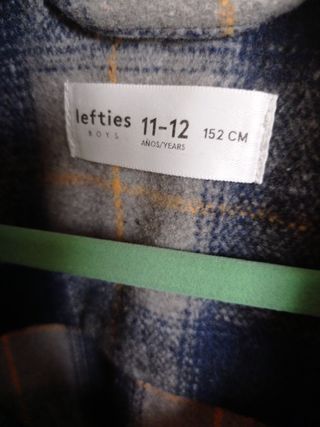 lefties 11-12 152 CM
BOYS AÑOS/YEARS